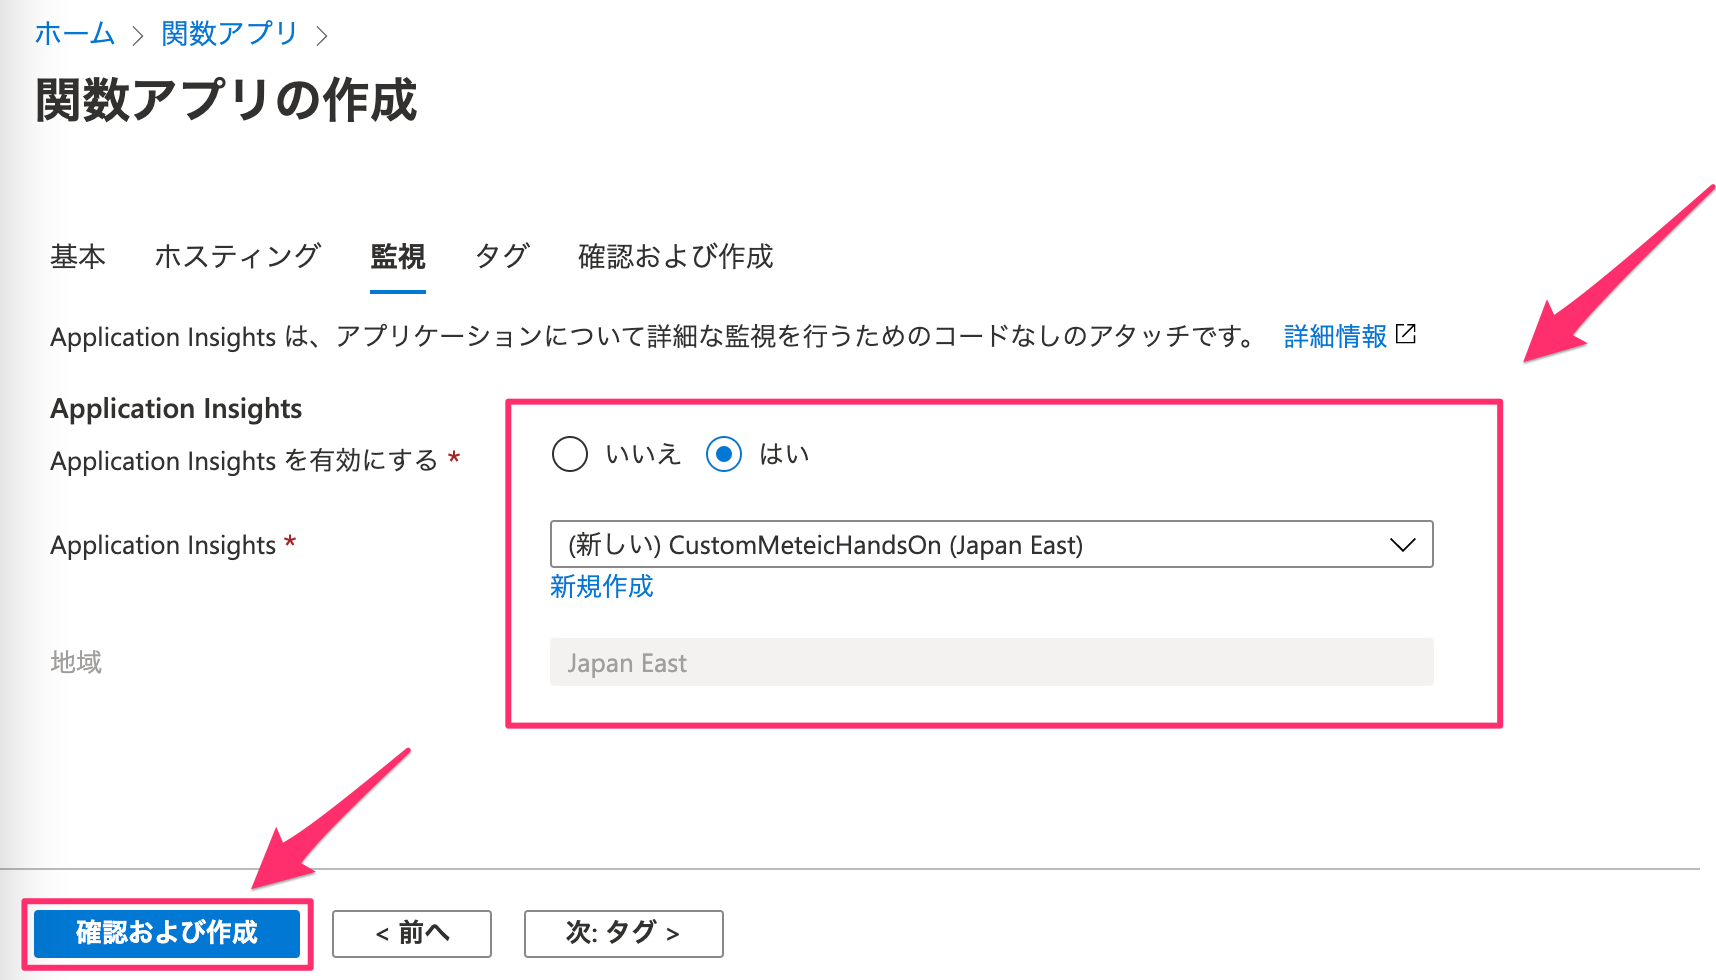 ホーム > 関数アプリ >
関数アプリの作成
基本 ホスティング 監視 タグ 確認および作成
Application Insights は、アプリケーションについて詳細な監視を行うためのコードなしのアタッチです。 詳細情報
Application Insights
Application Insights を有効にする * いいえ はい
Application Insights * (新しい) CustomMeteicHandsOn (Japan East)
新規作成
地域 Japan East
確認および作成 < 前へ 次: タグ >